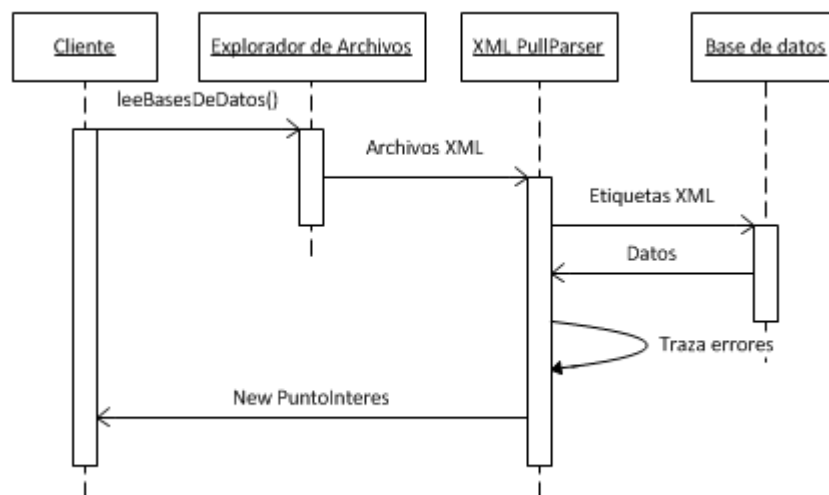 Cliente
Explorador de Archivos
XML PullParser
Base de datos
leeBasesDeDatos()
Archivos XML
Etiquetas XML
Datos
Traza errores
New PuntoInteres